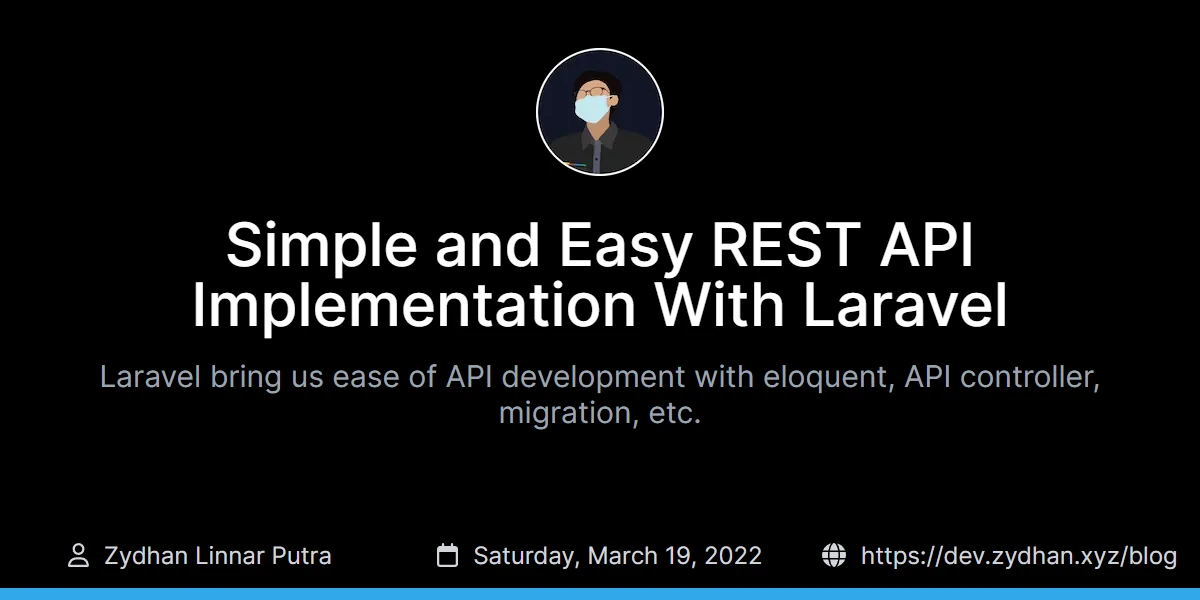 Simple and Easy REST API
Implementation With Laravel
Laravel bring us ease of API development with eloquent, API controller,
migration, etc.
Zydhan Linnar Putra
Saturday, March 19, 2022
https://dev.zydhan.xyz/blog